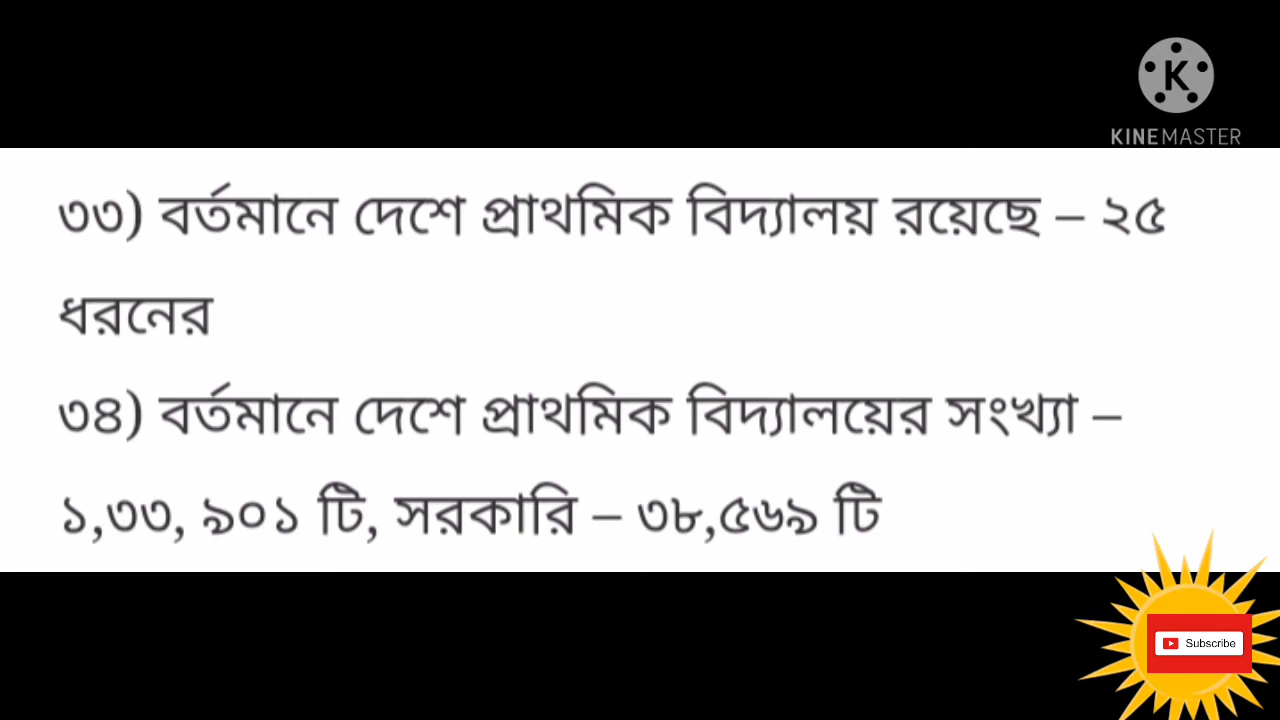 KINEMASTER
৩৩) বর্তমানে দেশে প্রাথমিক বিদ্যালয় রয়েছে – ২৫
ধরনের
৩৪) বর্তমানে দেশে প্রাথমিক বিদ্যালয়ের সংখ্যা –
১,৩৩, ৯০১ টি, সরকারি – ৩৮,৫৬৯ টি
Subscribe